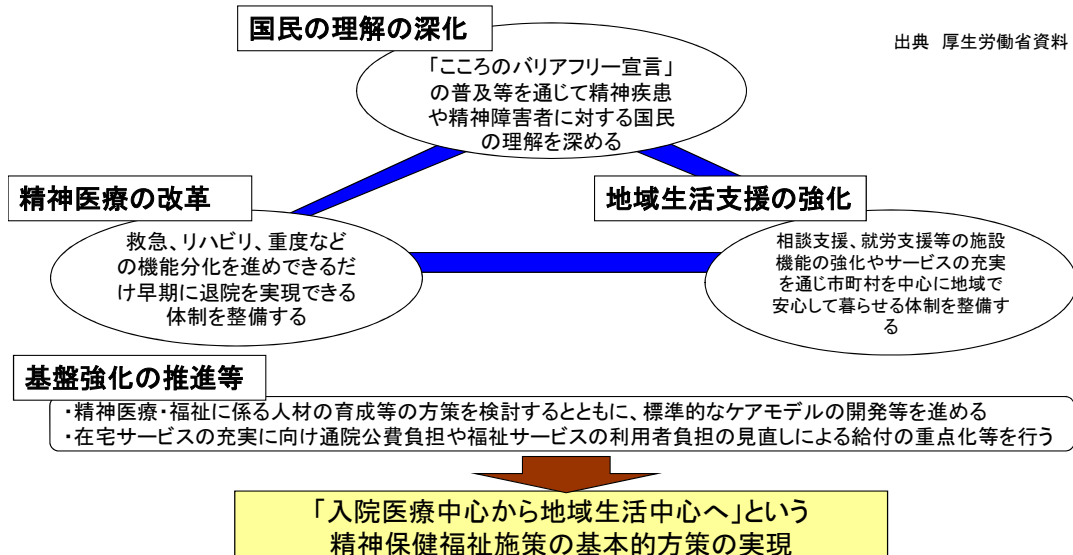 国民の理解の深化
出典 厚生労働省資料
「こころのバリアフリー宣言」
の普及等を通じて精神疾患
や精神障害者に対する国民
の理解を深める
精神医療の改革
救急、リハビリ、重度など
の機能分化を進めできるだ
け早期に退院を実現できる
体制を整備する
地域生活支援の強化
相談支援、就労支援等の施設
機能の強化やサービスの充実
を通じ市町村を中心に地域で
安心して暮らせる体制を整備す
る
基盤強化の推進等
・精神医療・福祉に係る人材の育成等の方策を検討するとともに、標準的なケアモデルの開発等を進める
・在宅サービスの充実に向け通院公費負担や福祉サービスの利用者負担の見直しによる給付の重点化等を行う
「入院医療中心から地域生活中心へ」という
精神保健福祉施策の基本的方策の実現